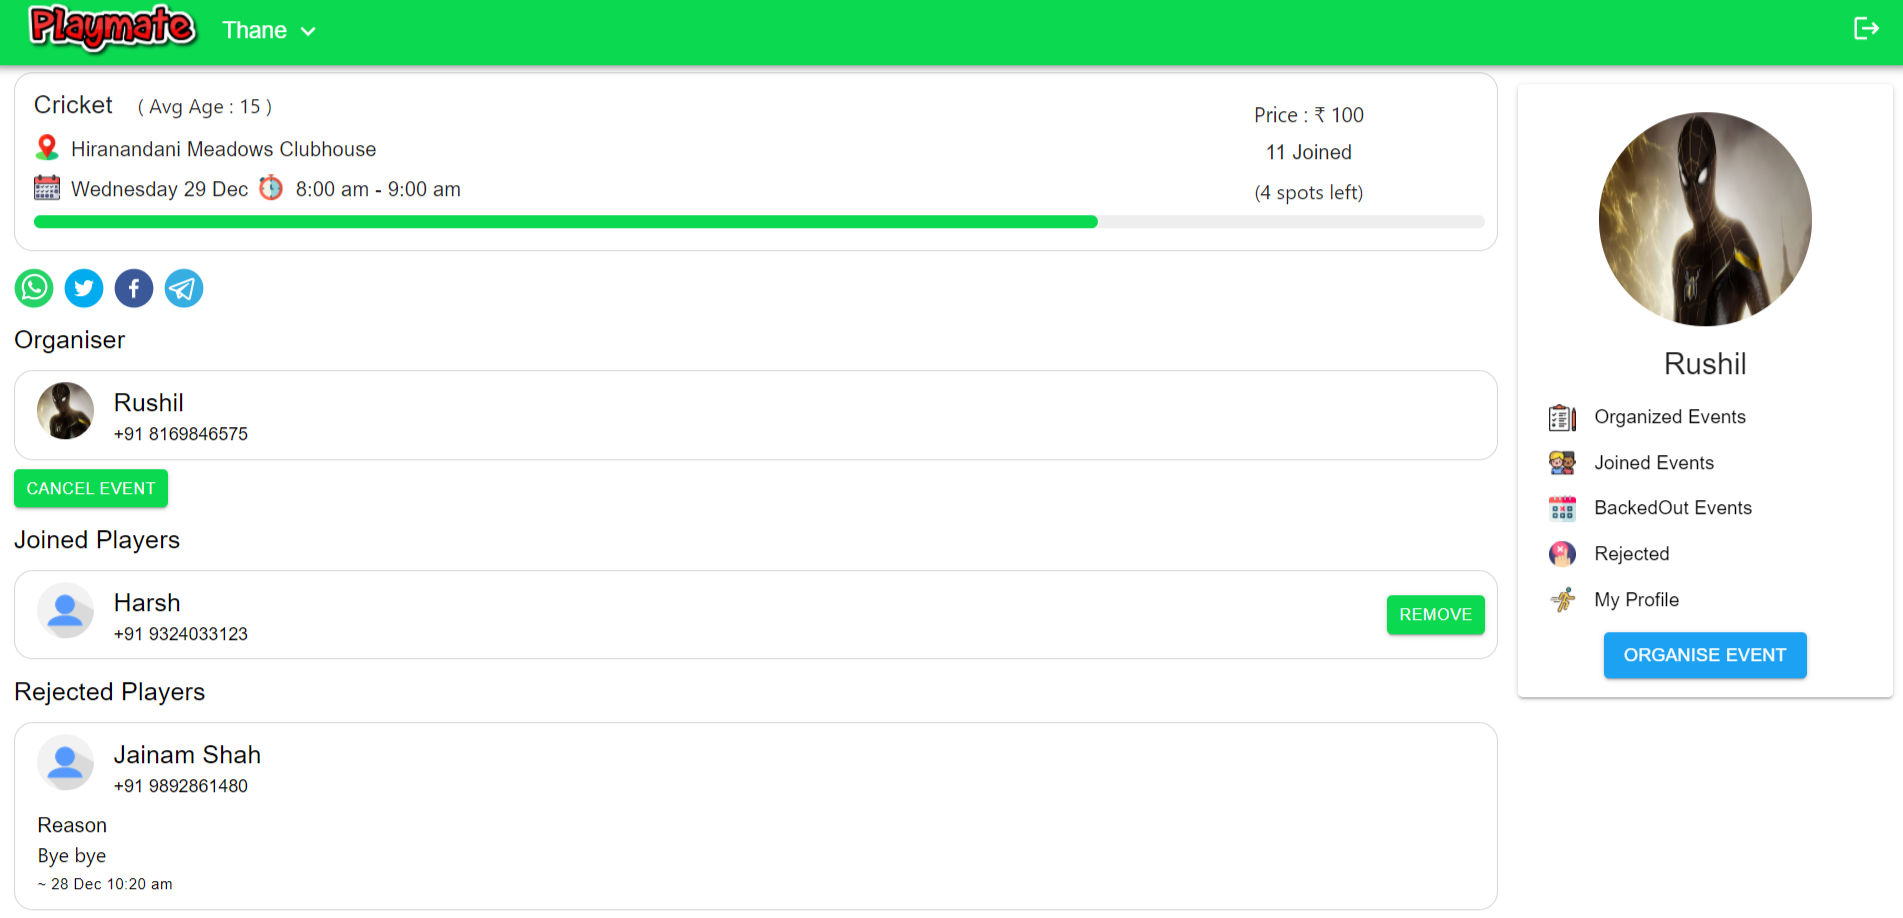 Playmate
Thane
Cricket ( Avg Age : 15 )
Hiranandani Meadows Clubhouse
Wednesday 29 Dec 8:00 am - 9:00 am
Price : ₹ 100
11 Joined
(4 spots left)
Organiser
Rushil
+91 8169846575
CANCEL EVENT
Joined Players
Harsh
+91 9324033123
REMOVE
Rejected Players
Jainam Shah
+91 9892861480
Reason
Bye bye
~ 28 Dec 10:20 am
Rushil
Organized Events
Joined Events
BackedOut Events
Rejected
My Profile
ORGANISE EVENT